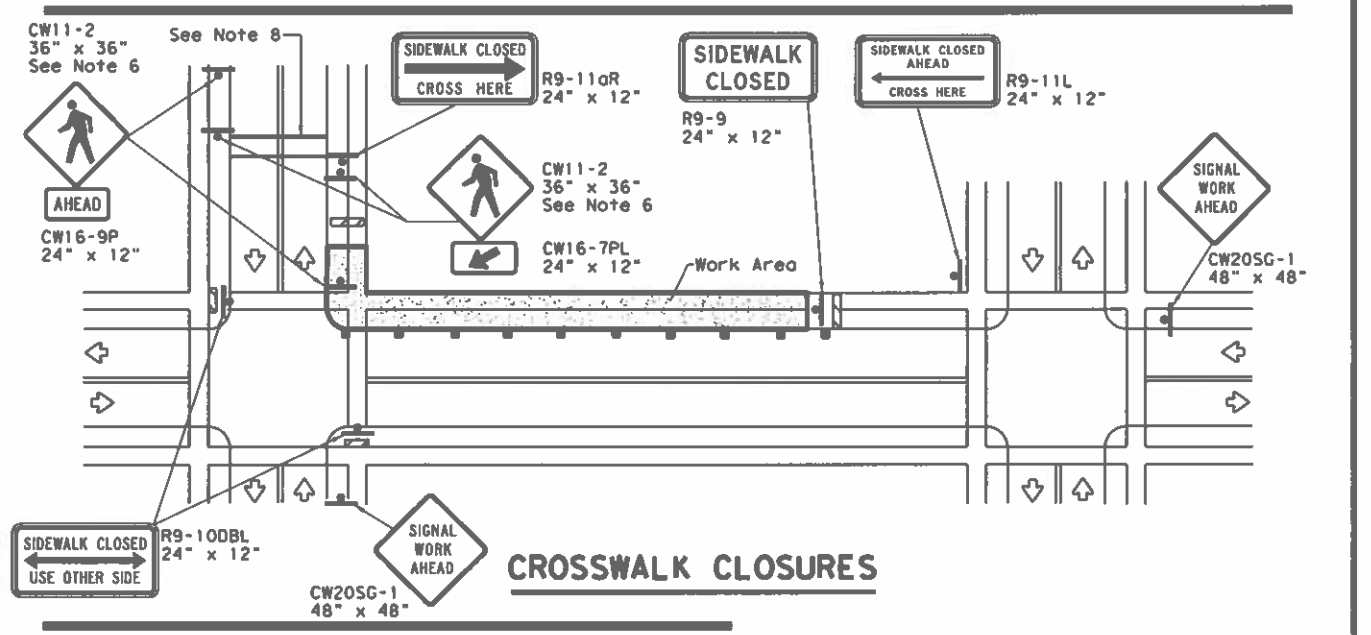 CW11-2
36" x 36"
See Note 6
See Note 8
SIDEWALK CLOSED
CROSS HERE
R9-11aR
24" x 12"
SIDEWALK
CLOSED
R9-9
24" x 12"
SIDEWALK CLOSED
AHEAD
CROSS HERE
R9-11L
24" x 12"
AHEAD
CW16-9P
24" x 12"
CW11-2
36" x 36"
See Note 6
CW16-7PL
24" x 12"
Work Area
SIGNAL
WORK
AHEAD
CW20SG-1
48" x 48"
SIDEWALK CLOSED
USE OTHER SIDE
R9-10DBL
24" x 12"
SIGNAL
WORK
AHEAD
CW20SG-1
48" x 48"
CROSSWALK CLOSURES